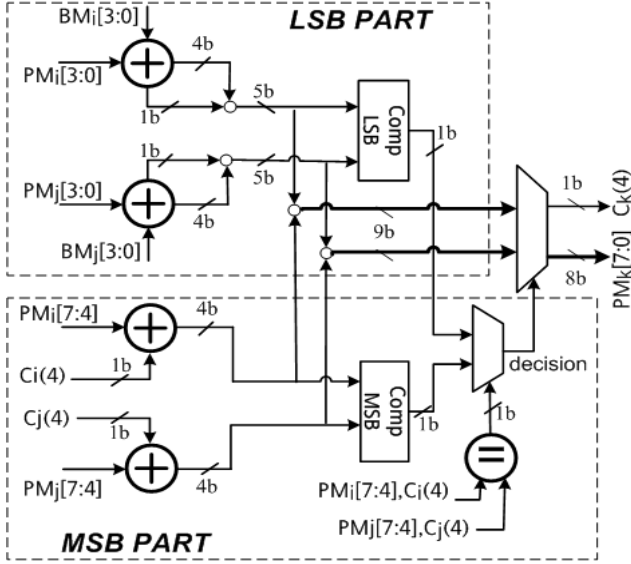 BMi[3:0]
LSB PART
4b
PMi[3:0]
5b
1b
Comp LSB
1b
1b
5b
PMj[3:0]
4b
1b
Ck(4)
9b
BMj[3:0]
8b
PMk[7:0]
PMi[7:4]
4b
Ci(4)
1b
decision
Cj(4)
1b
Comp MSB
1b
1b
=
PMj[7:4]
4b
PMi[7:4],Ci(4)
PMj[7:4],Cj(4)
MSB PART